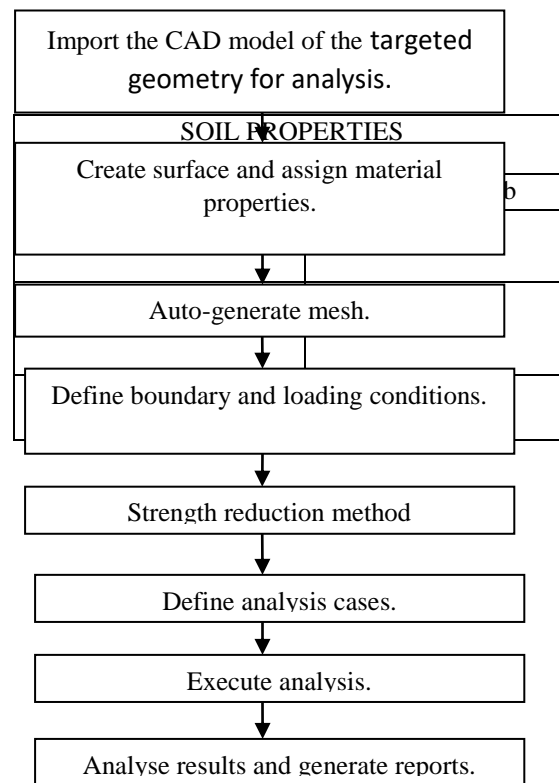 Import the CAD model of the targeted
geometry for analysis.
SOIL PROPERTIES
Create surface and assign material
properties.
b
Auto-generate mesh.
Define boundary and loading conditions.
Strength reduction method
Define analysis cases.
Execute analysis.
Analyse results and generate reports.